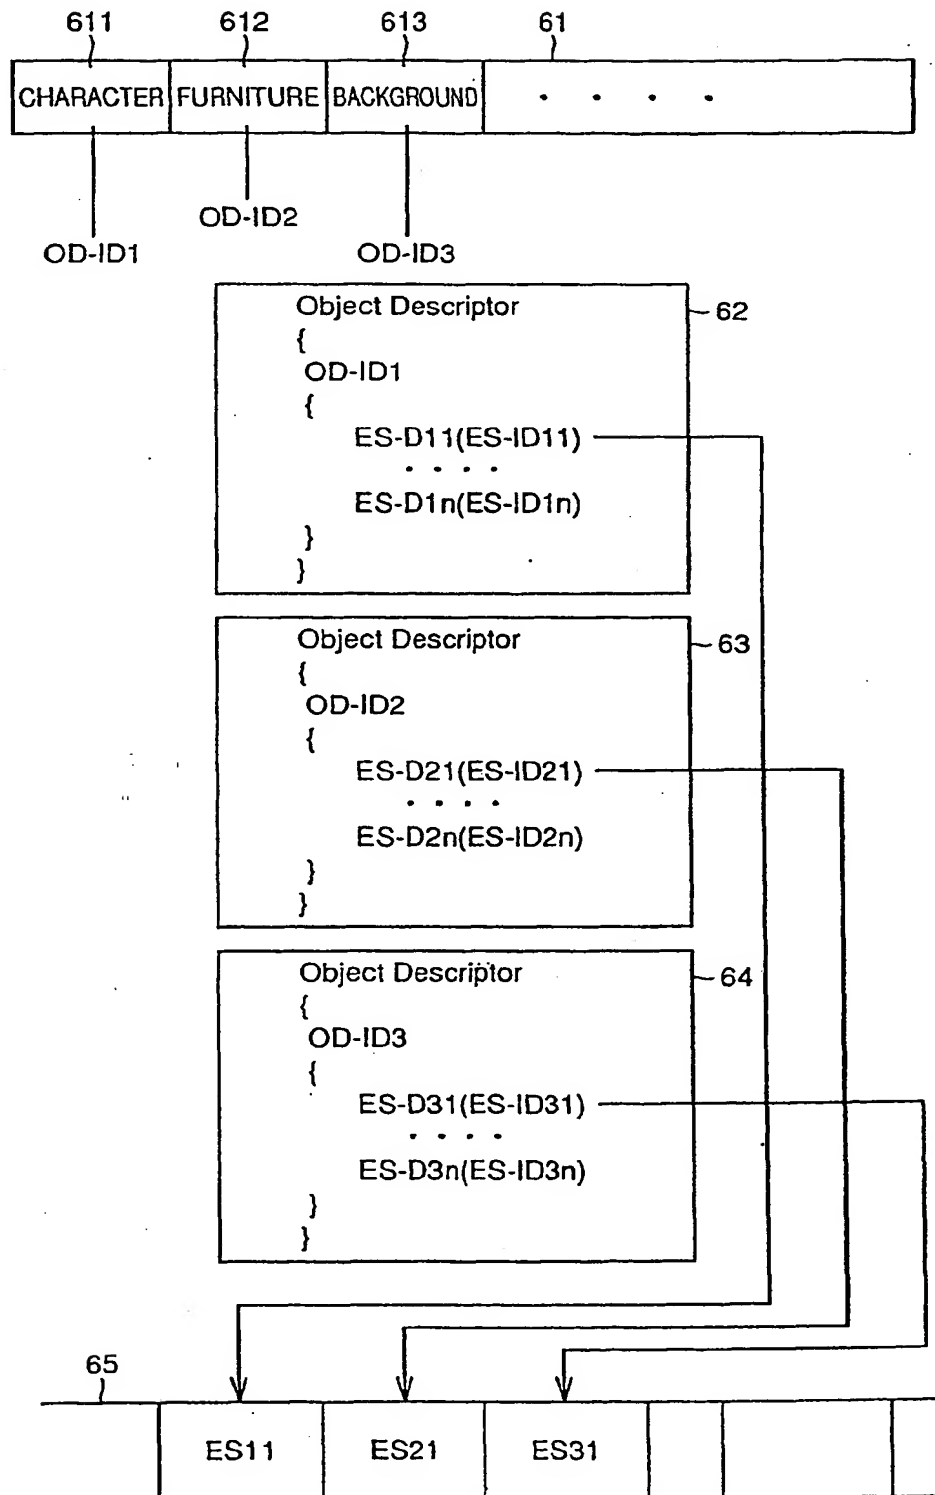 611 612 613 61
CHARACTER FURNITURE BACKGROUND . . . .
OD-ID2
OD-ID1 OD-ID3
Object Descriptor 62
{
OD-ID1
{
ES-D11(ES-ID11)
. . . .
ES-D1n(ES-ID1n)
}
}
Object Descriptor 63
{
OD-ID2
{
ES-D21(ES-ID21)
. . . .
ES-D2n(ES-ID2n)
}
}
Object Descriptor 64
{
OD-ID3
{
ES-D31(ES-ID31)
. . . .
ES-D3n(ES-ID3n)
}
}
65
ES11 ES21 ES31